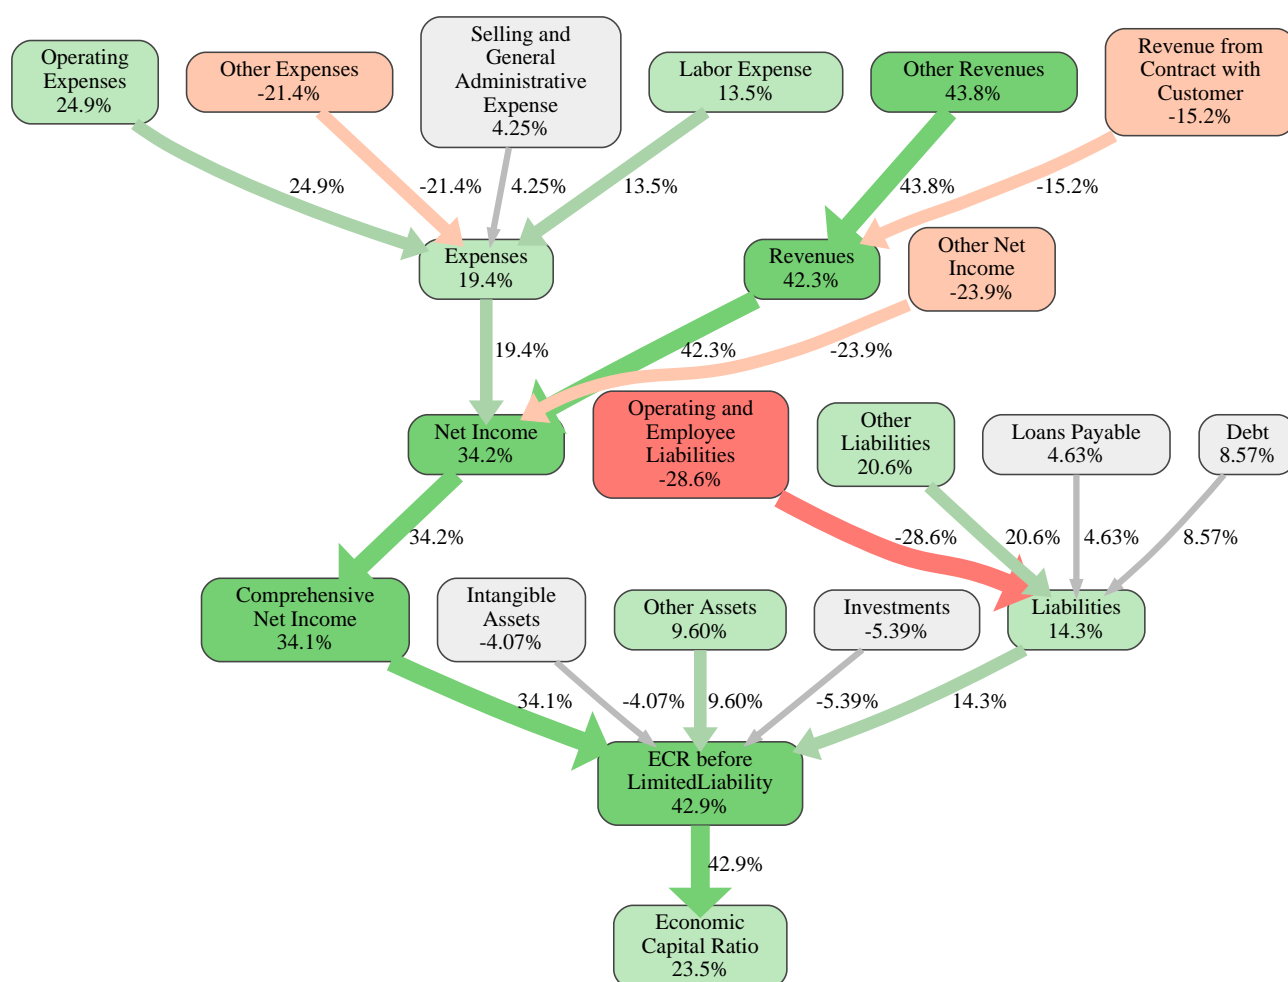 Operating
Expenses
24.9%
Other Expenses
-21.4%
Selling and
General
Administrative
Expense
4.25%
Labor Expense
13.5%
Other Revenues
43.8%
Revenue from
Contract with
Customer
-15.2%
24.9%
-21.4%
4.25%
13.5%
43.8%
-15.2%
Expenses
19.4%
Revenues
42.3%
Other Net
Income
-23.9%
19.4%
42.3%
-23.9%
Net Income
34.2%
Operating and
Employee
Liabilities
-28.6%
Other
Liabilities
20.6%
Loans Payable
4.63%
Debt
8.57%
34.2%
-28.6%
20.6%
4.63%
8.57%
Comprehensive
Net Income
34.1%
Intangible
Assets
-4.07%
Other Assets
9.60%
Investments
-5.39%
Liabilities
14.3%
34.1%
-4.07%
9.60%
-5.39%
14.3%
ECR before
LimitedLiability
42.9%
42.9%
Economic
Capital Ratio
23.5%